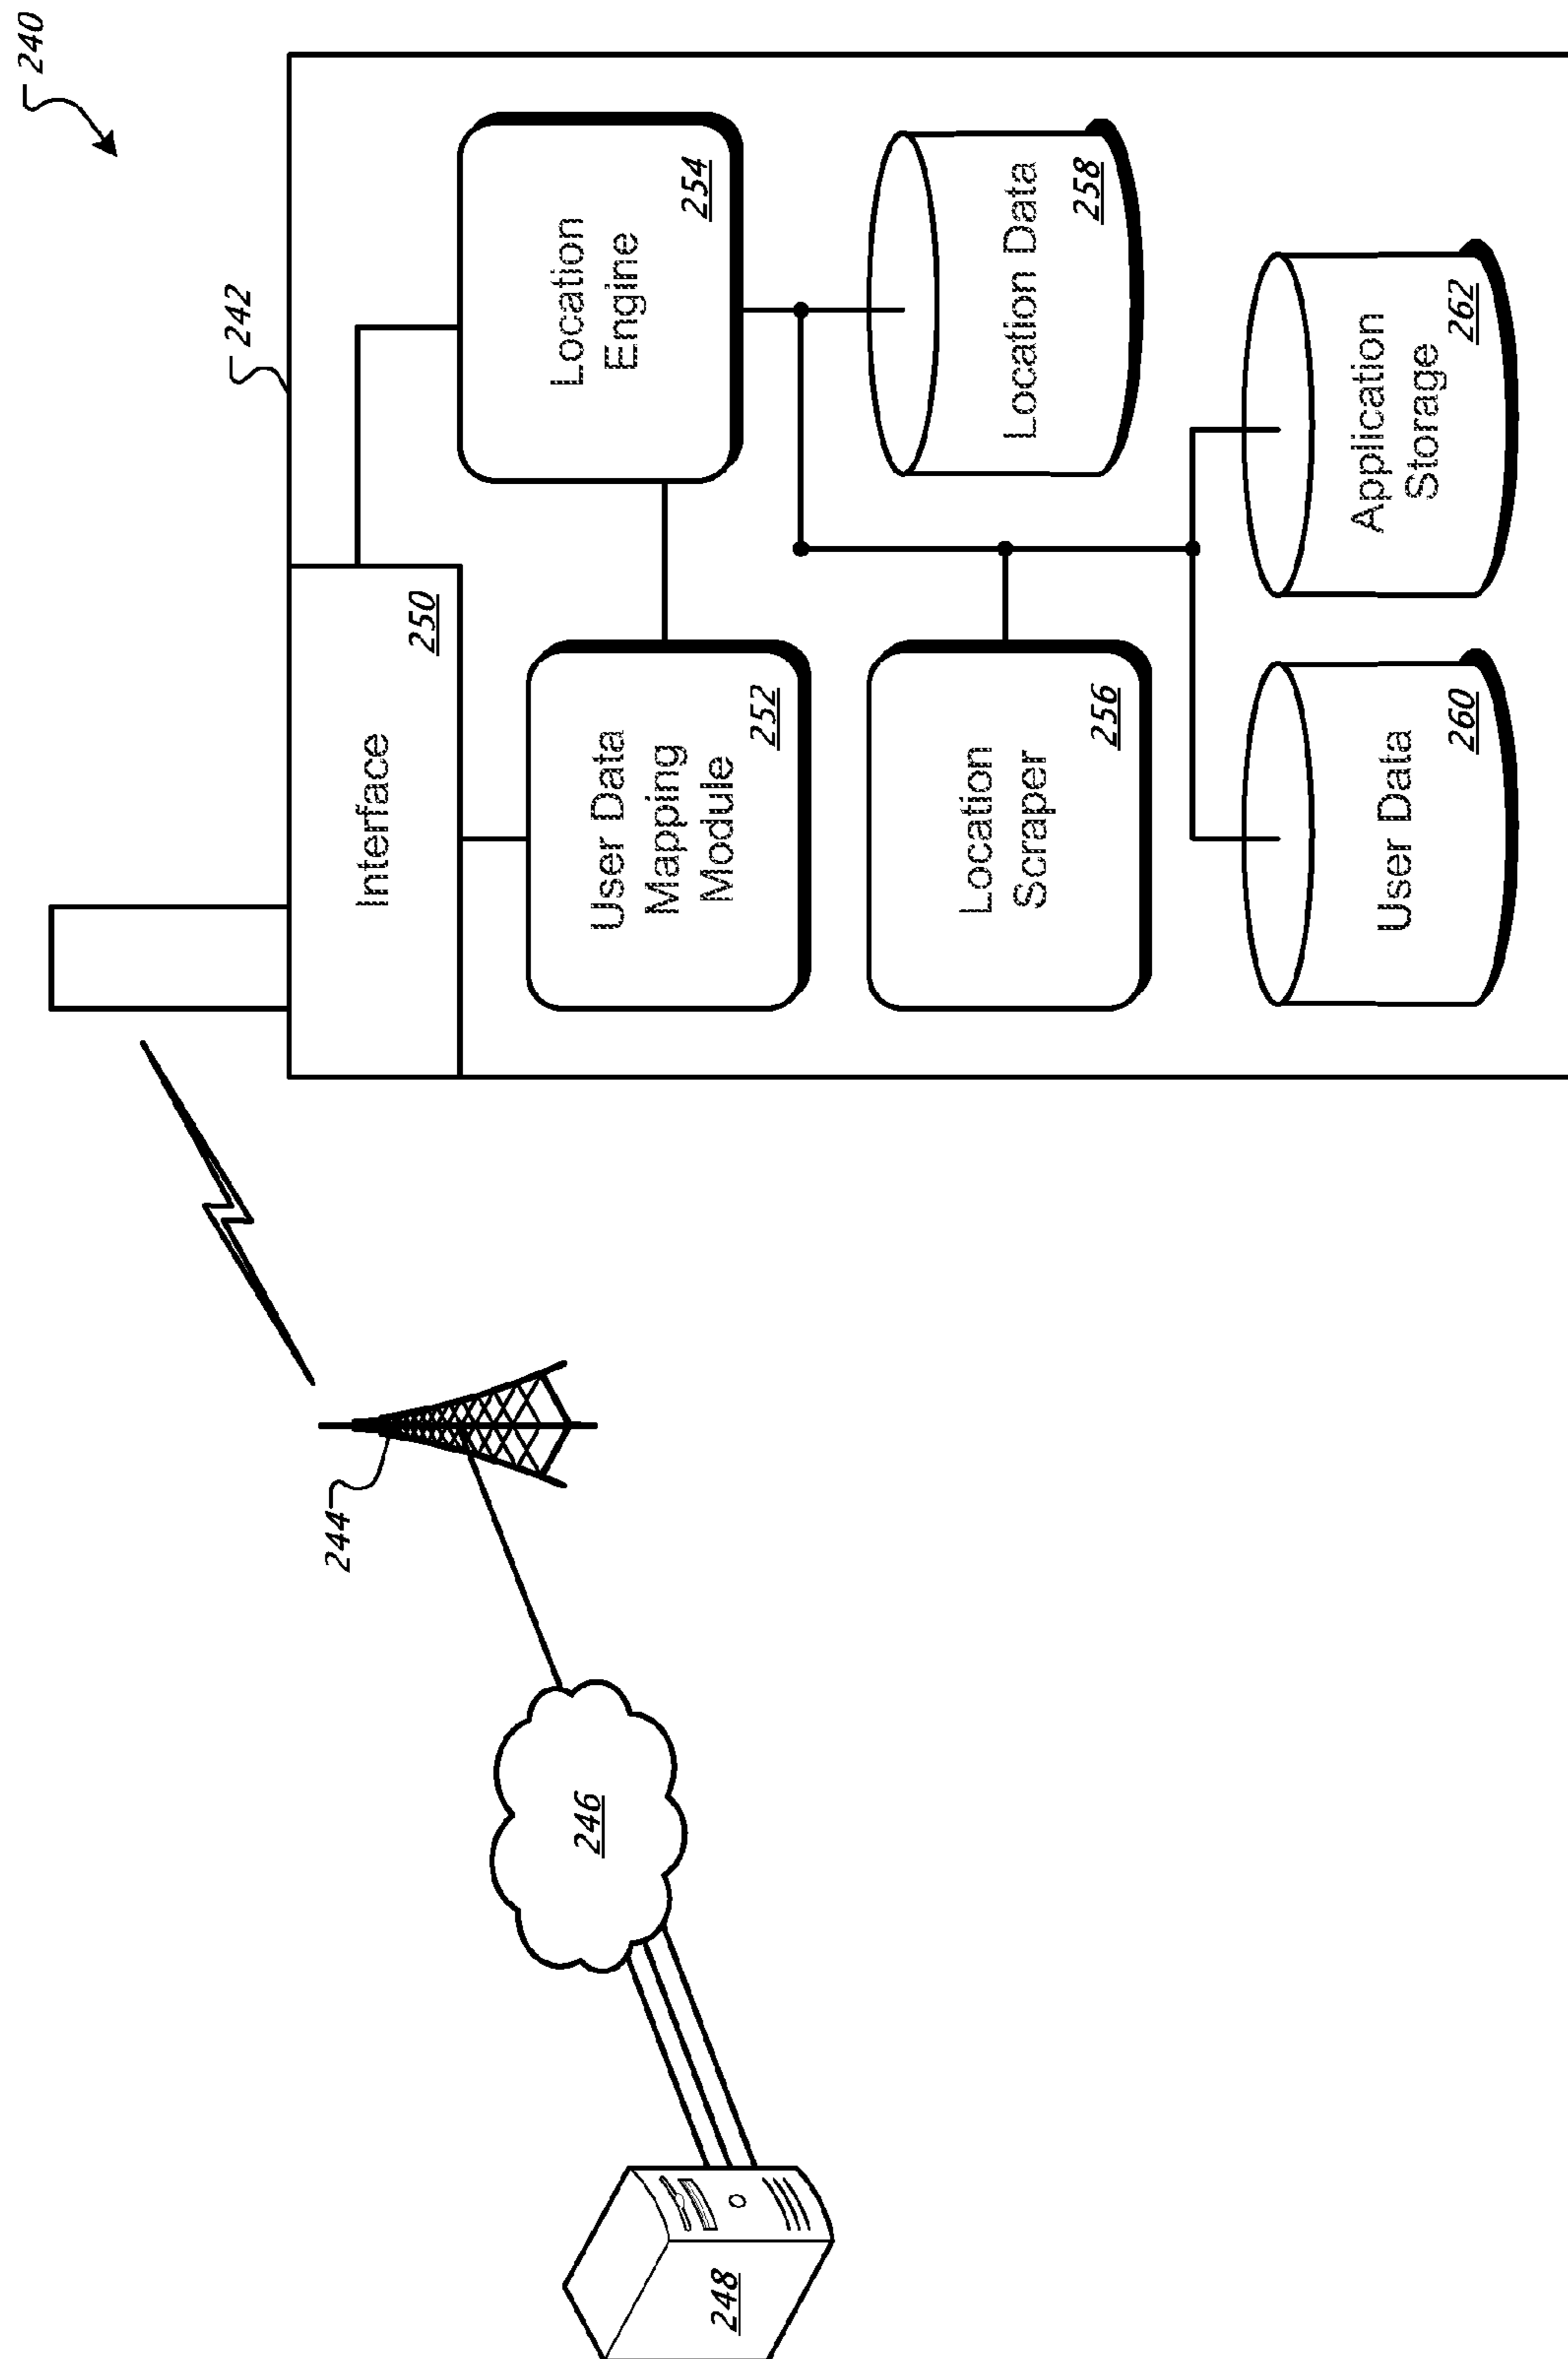 240
242
Interface
250
User Data
Mapping
Module
252
Location
Engine
254
Location
Scraper
256
Location Data
258
User Data
260
Application
Storage
262
244
246
248